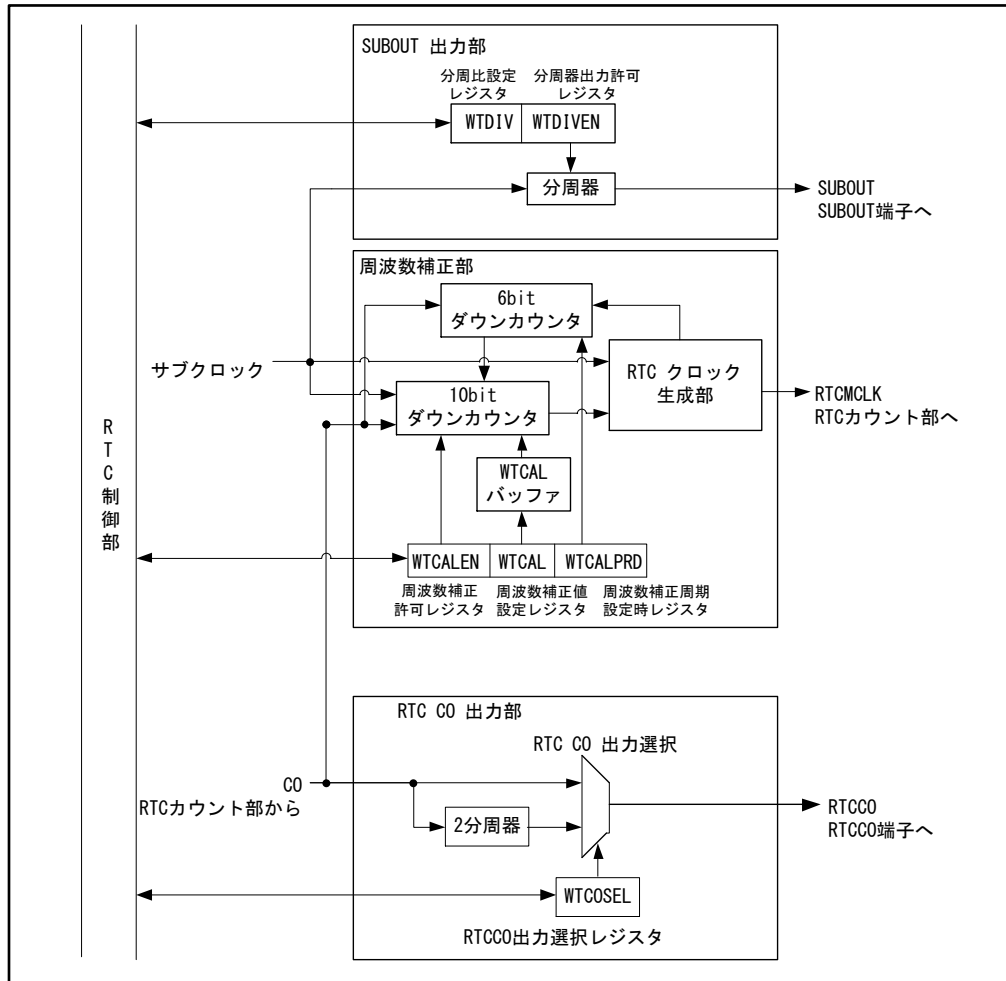 SUBOUT 出力部
分周比設定 分周器出力許可
レジスタ レジスタ
WTDIV WTDIVEN
分周器
SUBOUT
SUBOUT端子へ
周波数補正部
6bit
ダウンカウンタ
サブクロック
10bit
ダウンカウンタ
RTC クロック
生成部
RTCMCLK
RTCカウント部へ
RTC制御部
WTCAL
バッファ
WTCALEN WTCAL WTCALPRD
周波数補正 周波数補正値 周波数補正周期
許可レジスタ 設定レジスタ 設定時レジスタ
RTC CO 出力部
RTC CO 出力選択
CO
RTCカウント部から
2分周器
RTCCO
RTCCO端子へ
WTCOSEL
RTCCO出力選択レジスタ